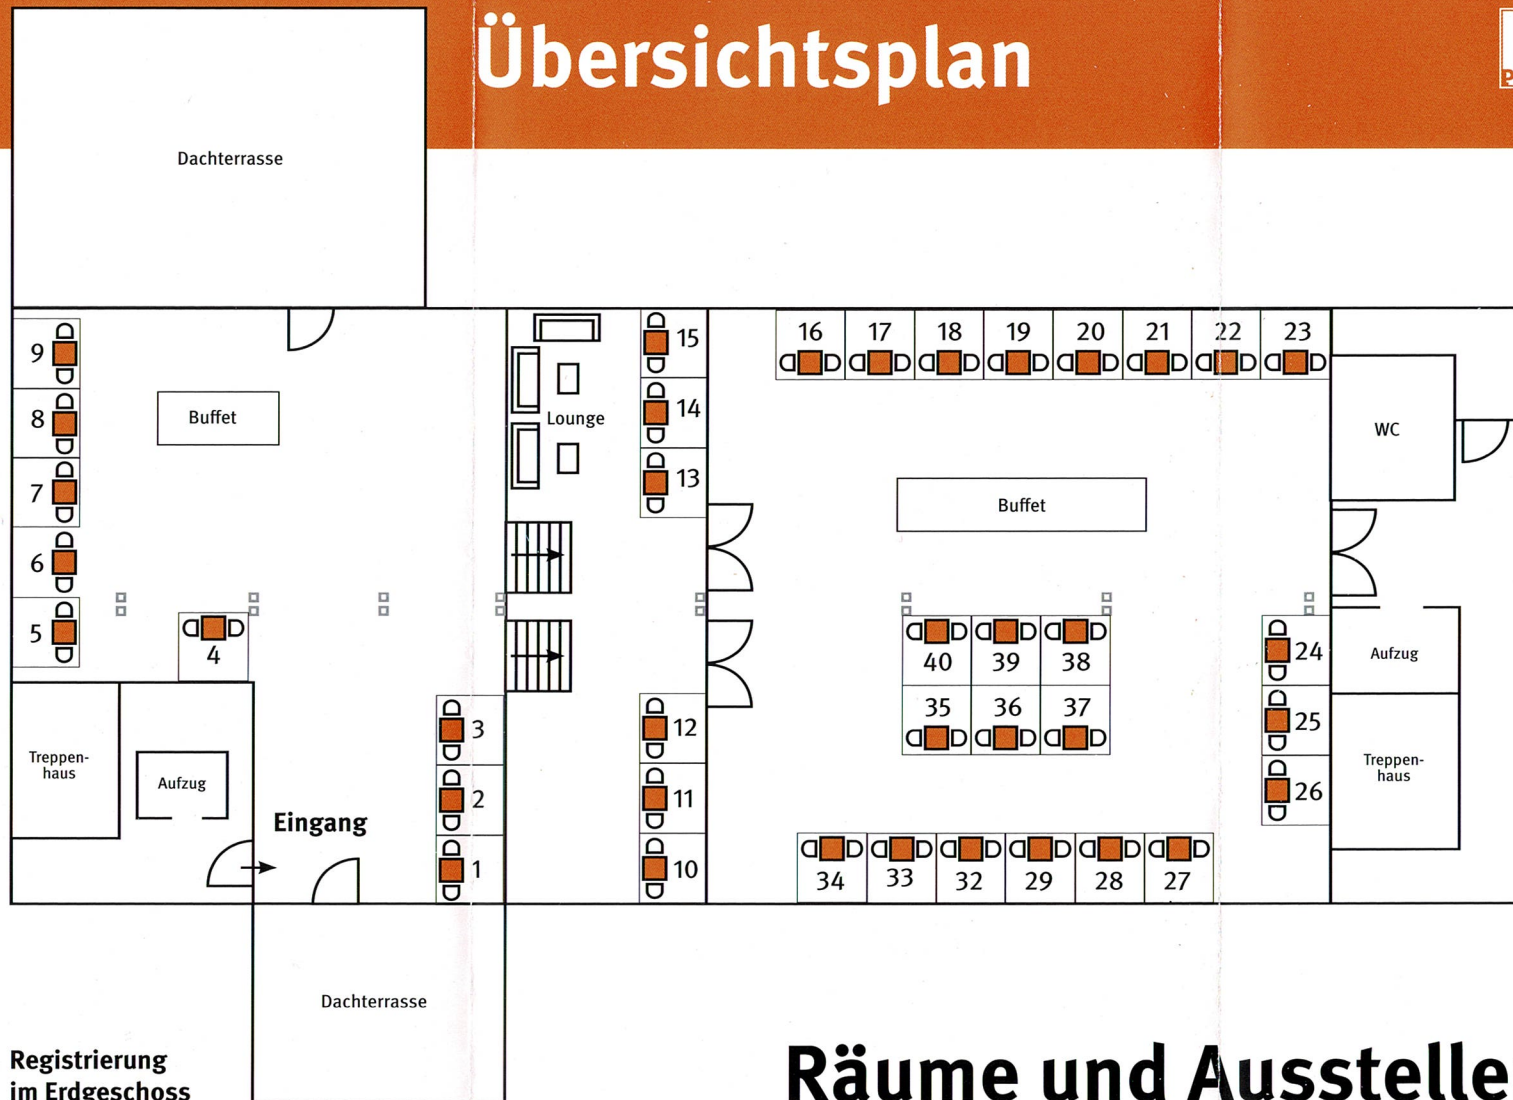 Übersichtsplan
P
Dachterrasse
9
8
7
6
5
Buffet
4
Lounge
15
14
13
16 17 18 19 20 21 22 23
WC
Buffet
40 39 38
35 36 37
24
25
26
Aufzug
Treppen-
haus
3
2
1
12
11
10
Treppen-
haus
Aufzug
Eingang
34 33 32 29 28 27
Dachterrasse
Registrierung
im Erdgeschoss
Räume und Ausstelle